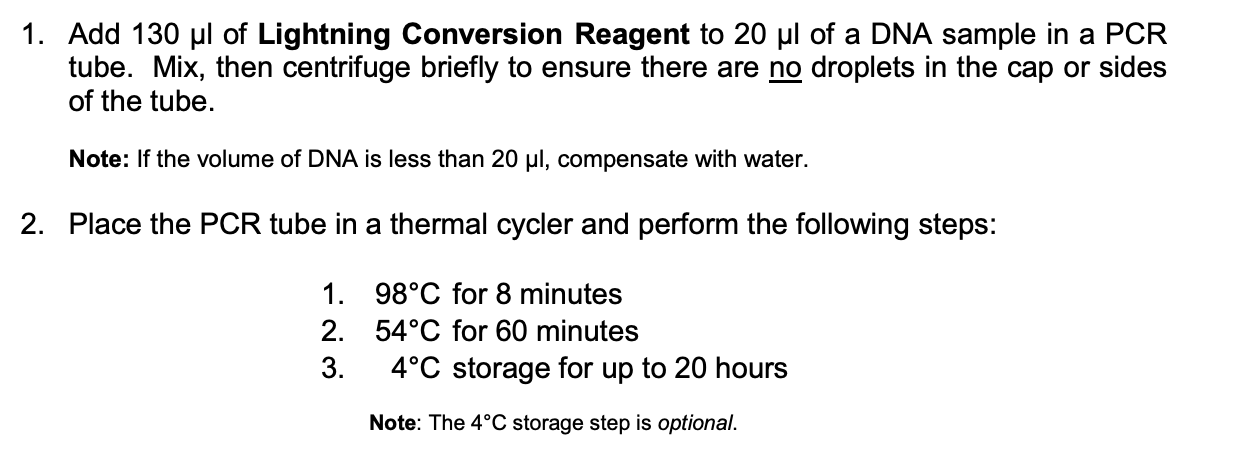 1. Add 130 µl of Lightning Conversion Reagent to 20 µl of a DNA sample in a PCR
tube. Mix, then centrifuge briefly to ensure there are no droplets in the cap or sides
of the tube.
Note: If the volume of DNA is less than 20 µl, compensate with water.
2. Place the PCR tube in a thermal cycler and perform the following steps:
1. 98°C for 8 minutes
2. 54°C for 60 minutes
3. 4°C storage for up to 20 hours
Note: The 4°C storage step is optional.